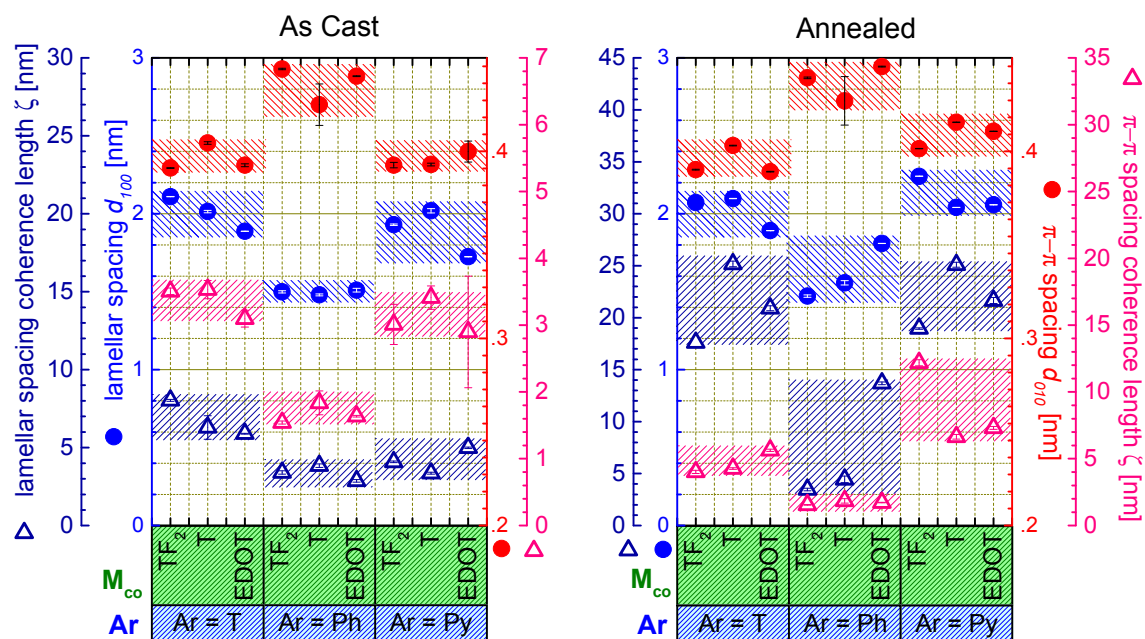 As Cast
Annealed
lamellar spacing coherence length ζ [nm]
30
25
20
15
10
5
0
lamellar spacing d100 [nm]
3
2
1
0
.4
.3
.2
7
6
5
4
3
2
1
0
45
40
35
30
25
20
15
10
5
0
3
2
1
0
.4
.3
.2
π–π spacing d010 [nm]
35
30
25
20
15
10
5
0
π–π spacing coherence length ζ [nm]
Mco
TF2
T
EDOT
TF2
T
EDOT
TF2
T
EDOT
Ar
Ar = T
Ar = Ph
Ar = Py
Mco
TF2
T
EDOT
TF2
T
EDOT
TF2
T
EDOT
Ar
Ar = T
Ar = Ph
Ar = Py